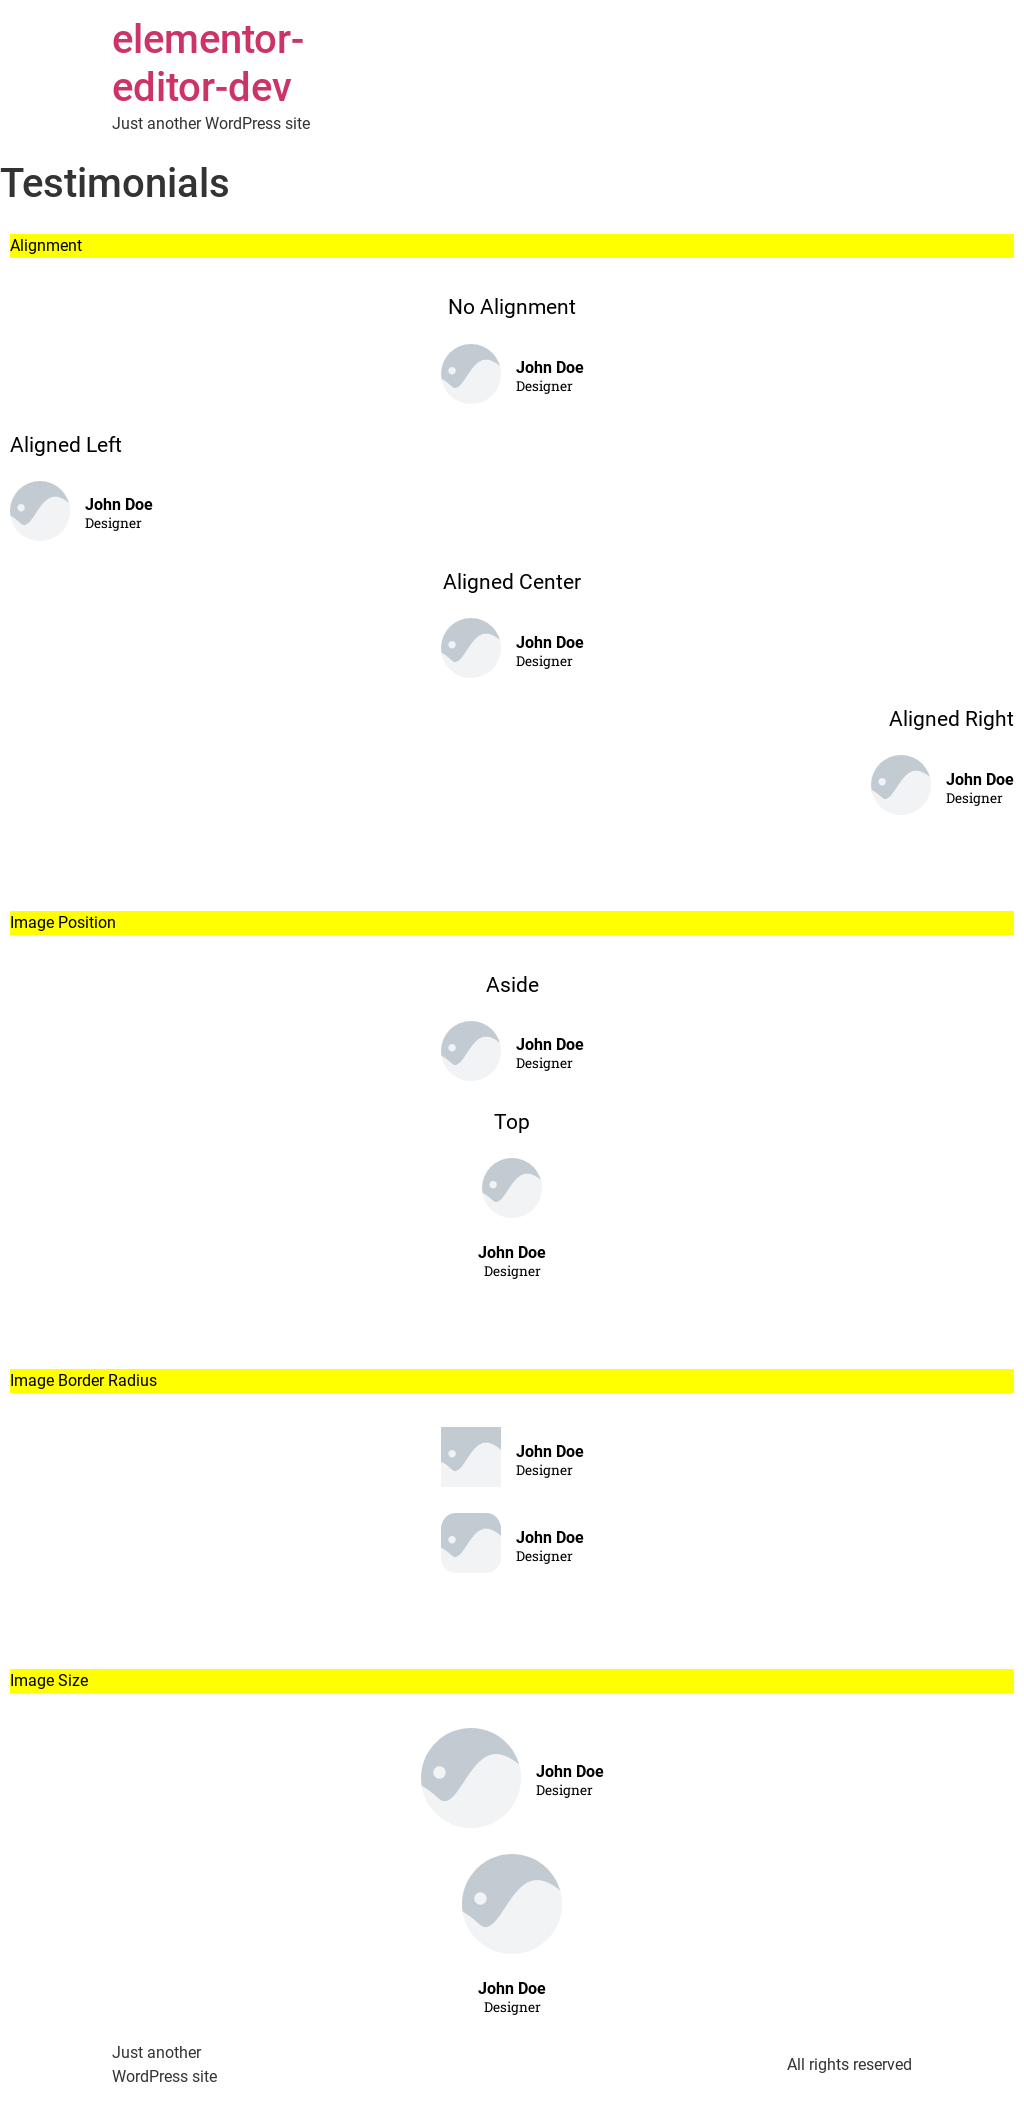 elementor-
editor-dev
Just another WordPress site
Testimonials
Alignment
No Alignment
John Doe
Designer
Aligned Left
John Doe
Designer
Aligned Center
John Doe
Designer
Aligned Right
John Doe
Designer
Image Position
Aside
John Doe
Designer
Top
John Doe
Designer
Image Border Radius
John Doe
Designer
John Doe
Designer
Image Size
John Doe
Designer
John Doe
Designer
Just another
WordPress site
All rights reserved